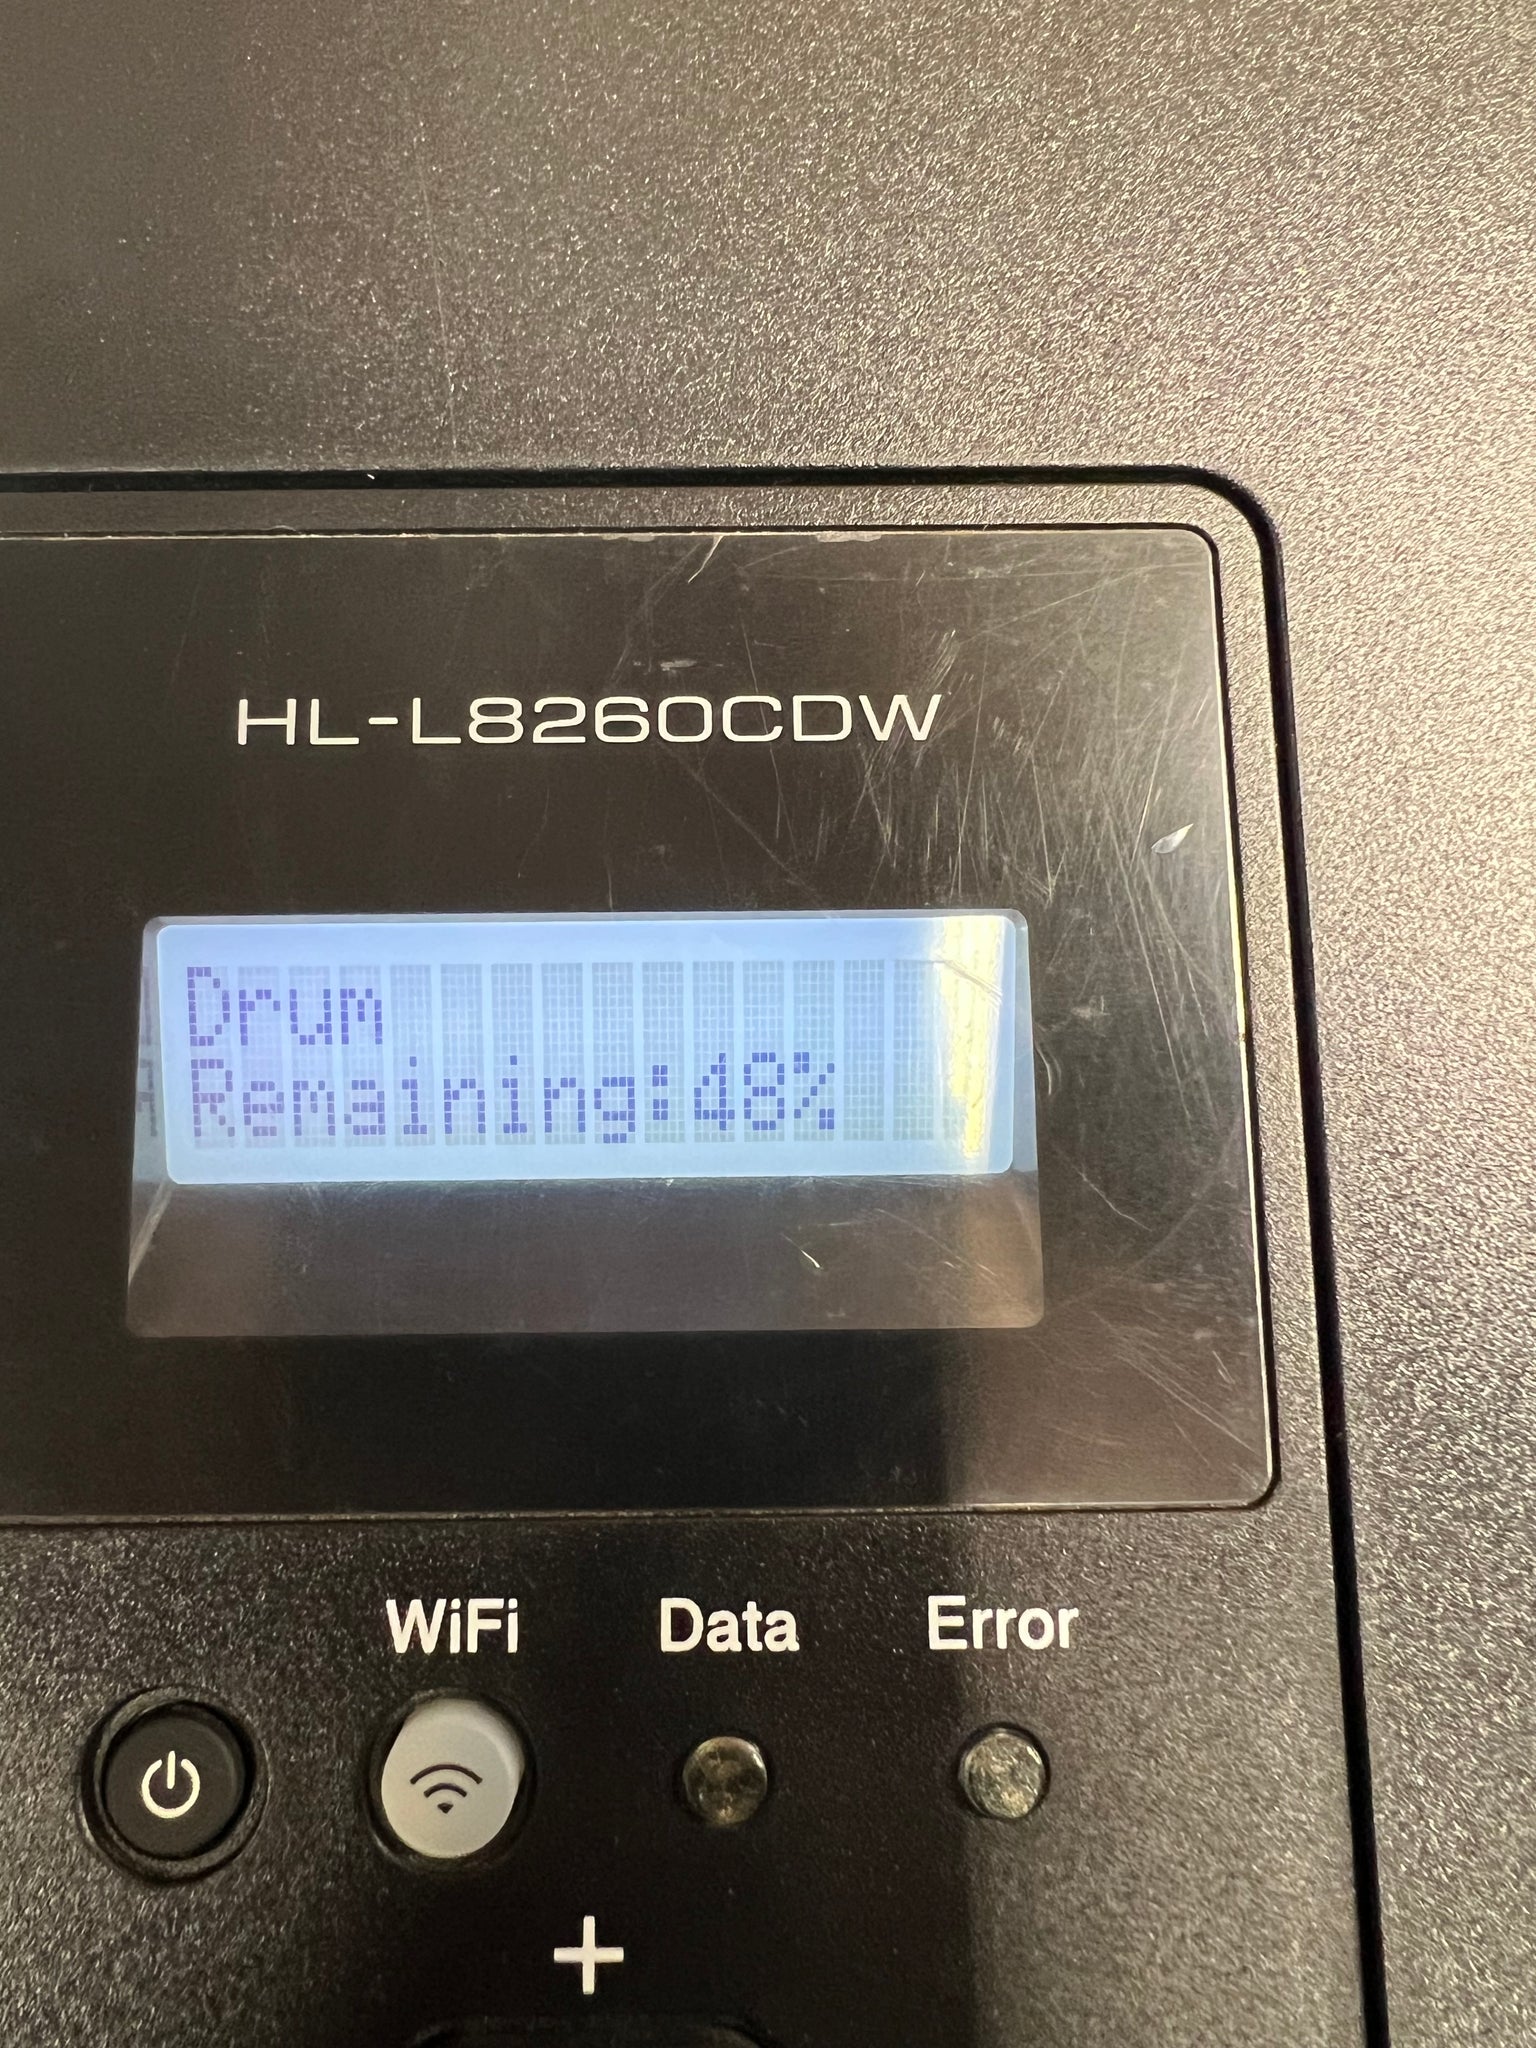 HL-L8260CDW
Drum
Remaining:48%
WiFi Data Error
+